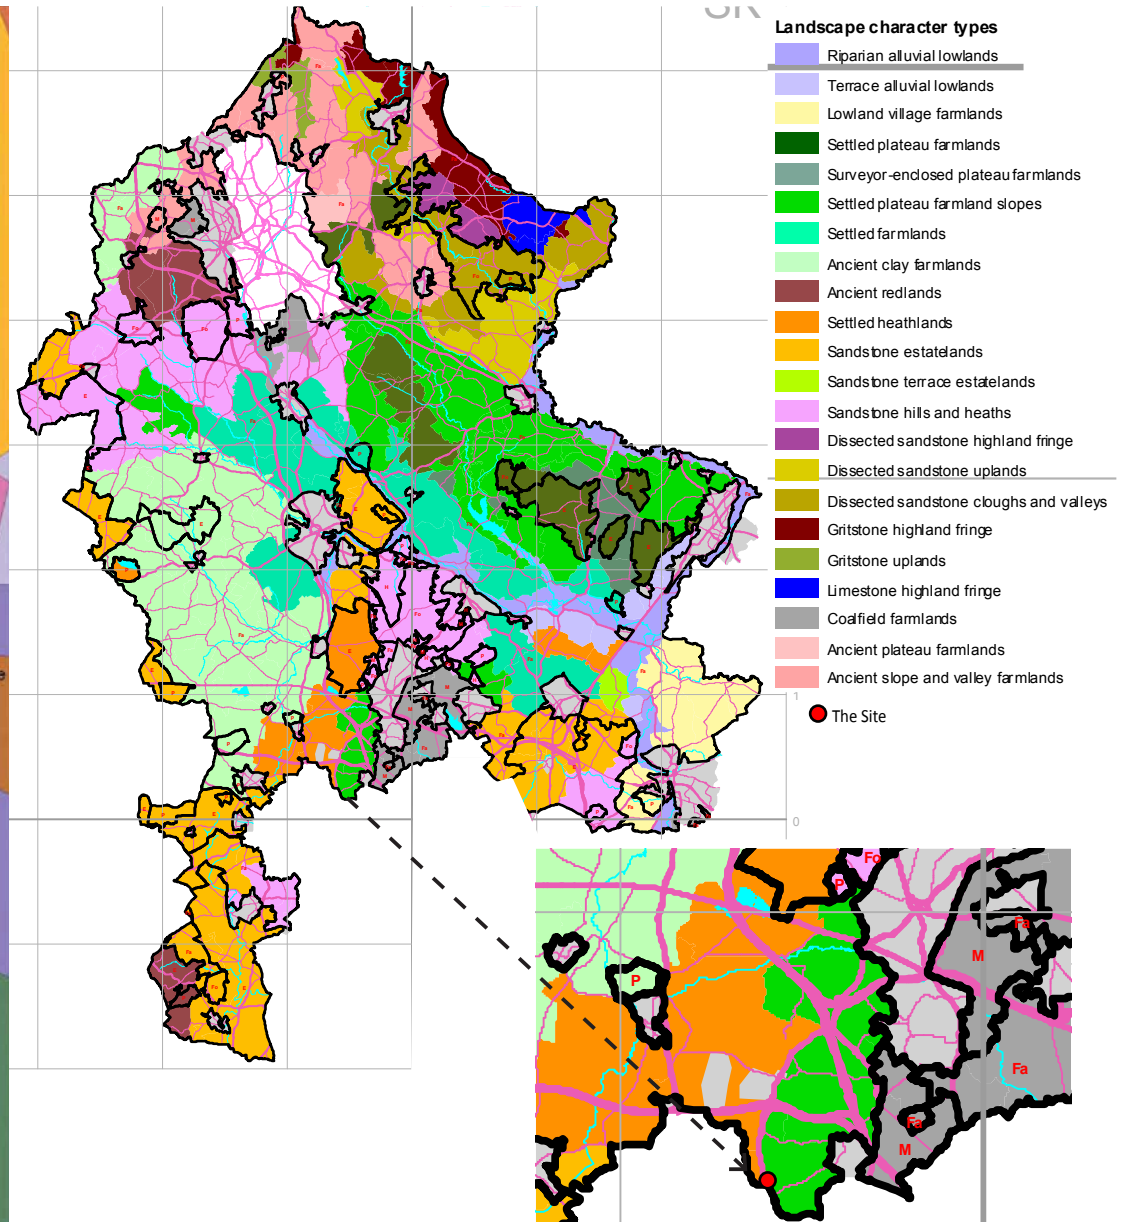 SK
Landscape character types
Riparian alluvial lowlands
Terrace alluvial lowlands
Lowland village farmlands
Settled plateau farmlands
Surveyor-enclosed plateau farmlands
Settled plateau farmland slopes
Settled farmlands
Ancient clay farmlands
Ancient redlands
Settled heathlands
Sandstone estatelands
Sandstone terrace estatelands
Sandstone hills and heaths
Dissected sandstone highland fringe
Dissected sandstone uplands
Dissected sandstone cloughs and valleys
Gritstone highland fringe
Gritstone uplands
Limestone highland fringe
Coalfield farmlands
Ancient plateau farmlands
Ancient slope and valley farmlands
1
The Site
0
Fo
P
Fa
M
P
Fa
Fa
M